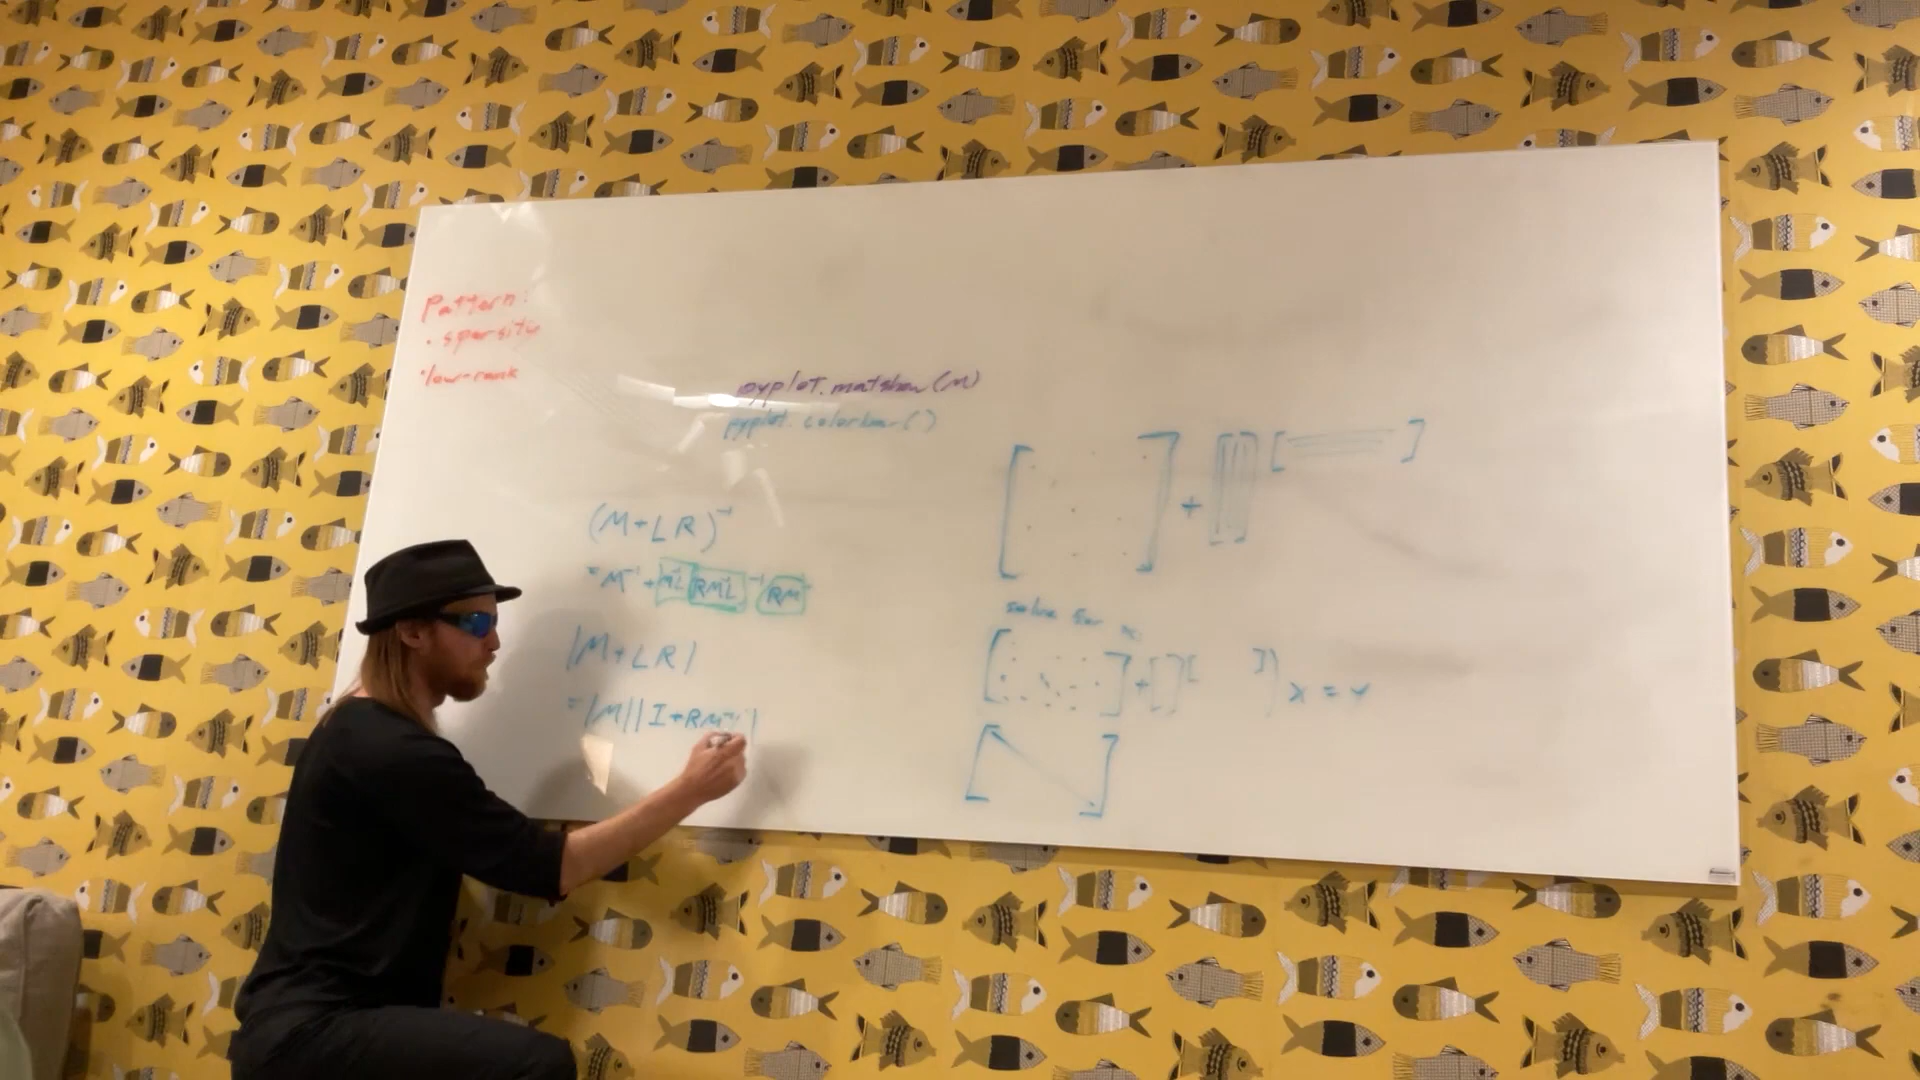 Pattern:
• sparsity
• low-rank
pyplot.matshow(M)
pyplot.colorbar()
(M+LR)⁻¹
= M⁻¹ + M⁻¹L (RM⁻¹L)⁻¹ RM⁻¹
|M+LR|
= |M| |I+RM⁻¹L|
[ ] + [ ] [ ]
solve for x:
[ ] + [ ] [ ] ) x = y
[ ]